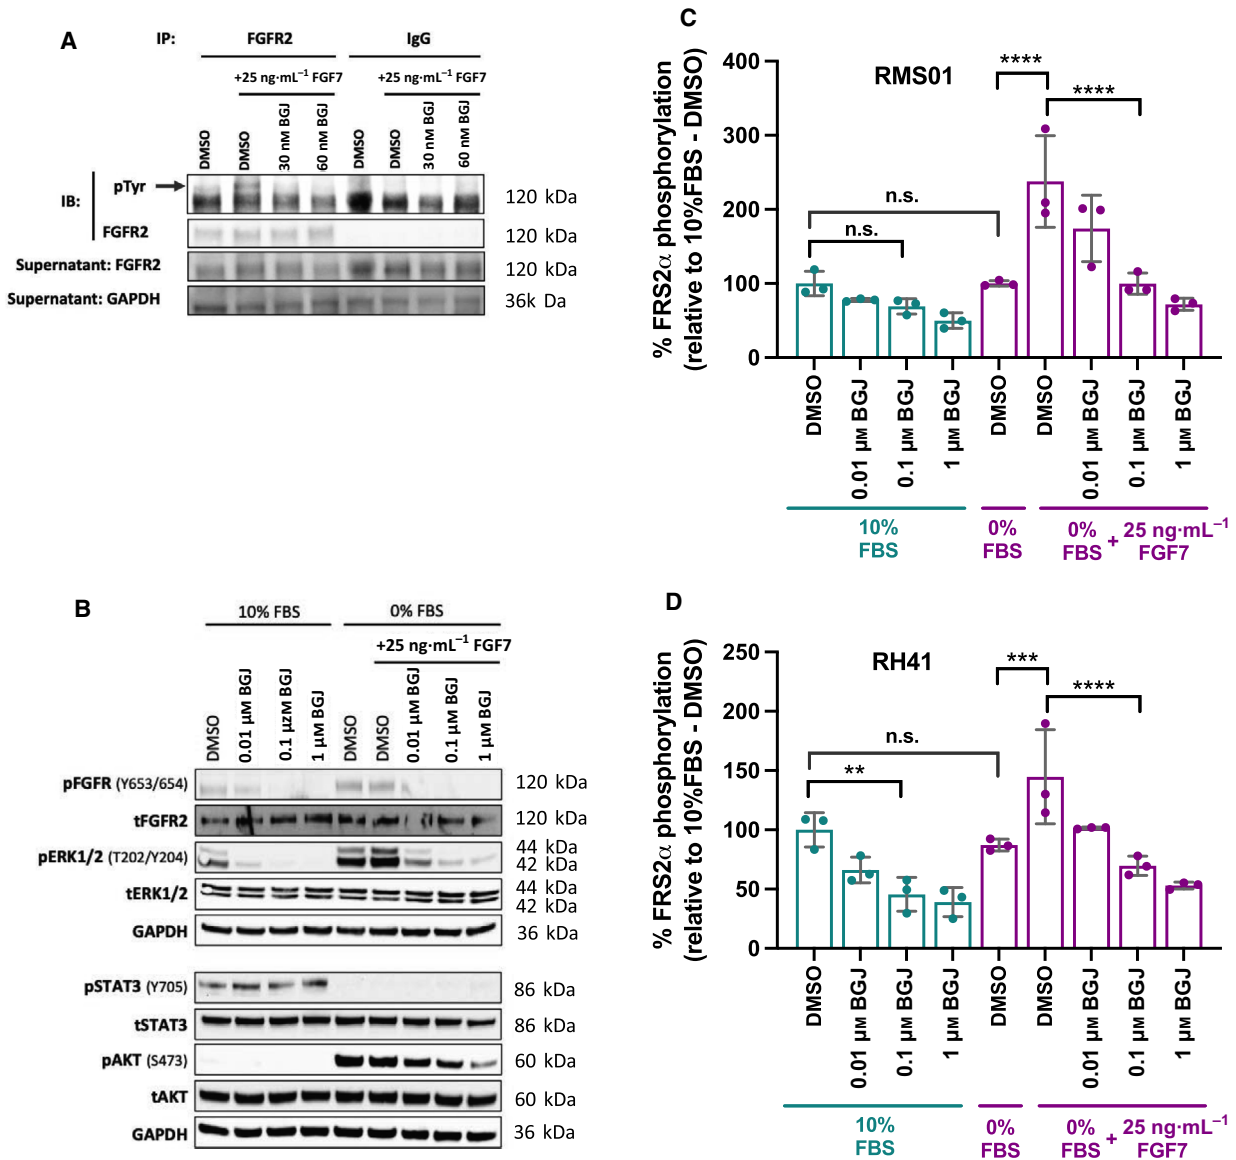 A
IP:
FGFR2
IgG
+25 ng·mL⁻¹ FGF7
+25 ng·mL⁻¹ FGF7
DMSO
DMSO
30 nM BGJ
60 nM BGJ
DMSO
DMSO
30 nM BGJ
60 nM BGJ
IB:
pTyr
120 kDa
FGFR2
120 kDa
Supernatant: FGFR2
120 kDa
Supernatant: GAPDH
36k Da
B
10% FBS
0% FBS
+25 ng·mL⁻¹ FGF7
DMSO
0.01 µM BGJ
0.1 µzM BGJ
1 µM BGJ
DMSO
DMSO
0.01 µM BGJ
0.1 µM BGJ
1 µM BGJ
pFGFR (Y653/654)
120 kDa
tFGFR2
120 kDa
pERK1/2 (T202/Y204)
44 kDa
42 kDa
tERK1/2
44 kDa
42 kDa
GAPDH
36 kDa
pSTAT3 (Y705)
86 kDa
tSTAT3
86 kDa
pAKT (S473)
60 kDa
tAKT
60 kDa
GAPDH
36 kDa
C
RMS01
% FRS2α phosphorylation
(relative to 10%FBS - DMSO)
400
300
200
100
0
n.s.
n.s.
****
****
DMSO
0.01 µM BGJ
0.1 µM BGJ
1 µM BGJ
DMSO
DMSO
0.01 µM BGJ
0.1 µM BGJ
1 µM BGJ
10%
FBS
0%
FBS
0%
FBS
+
25 ng·mL⁻¹
FGF7
D
RH41
% FRS2α phosphorylation
(relative to 10%FBS - DMSO)
250
200
150
100
50
0
n.s.
**
***
****
DMSO
0.01 µM BGJ
0.1 µM BGJ
1 µM BGJ
DMSO
DMSO
0.01 µM BGJ
0.1 µM BGJ
1 µM BGJ
10%
FBS
0%
FBS
0%
FBS
+
25 ng·mL⁻¹
FGF7